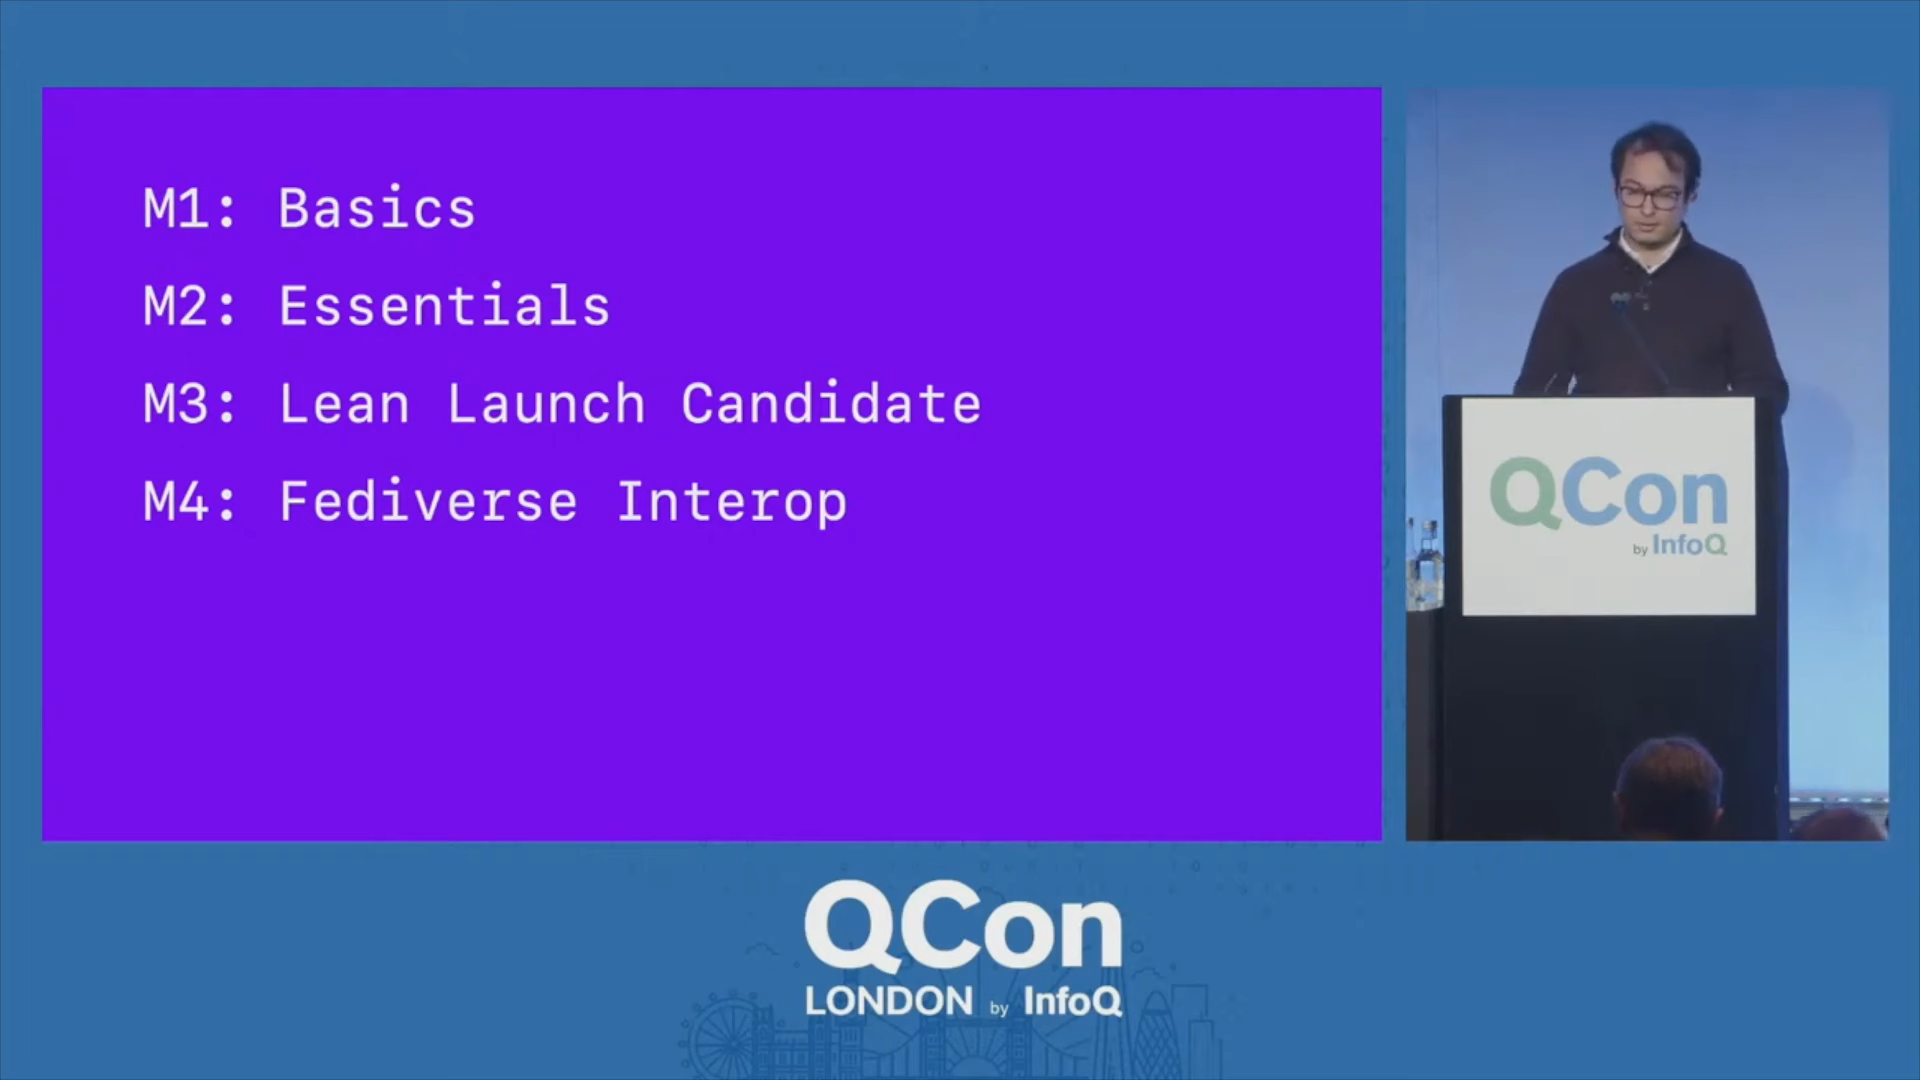 M1: Basics
M2: Essentials
M3: Lean Launch Candidate
M4: Fediverse Interop
QCon
by InfoQ
QCon
LONDON by InfoQ